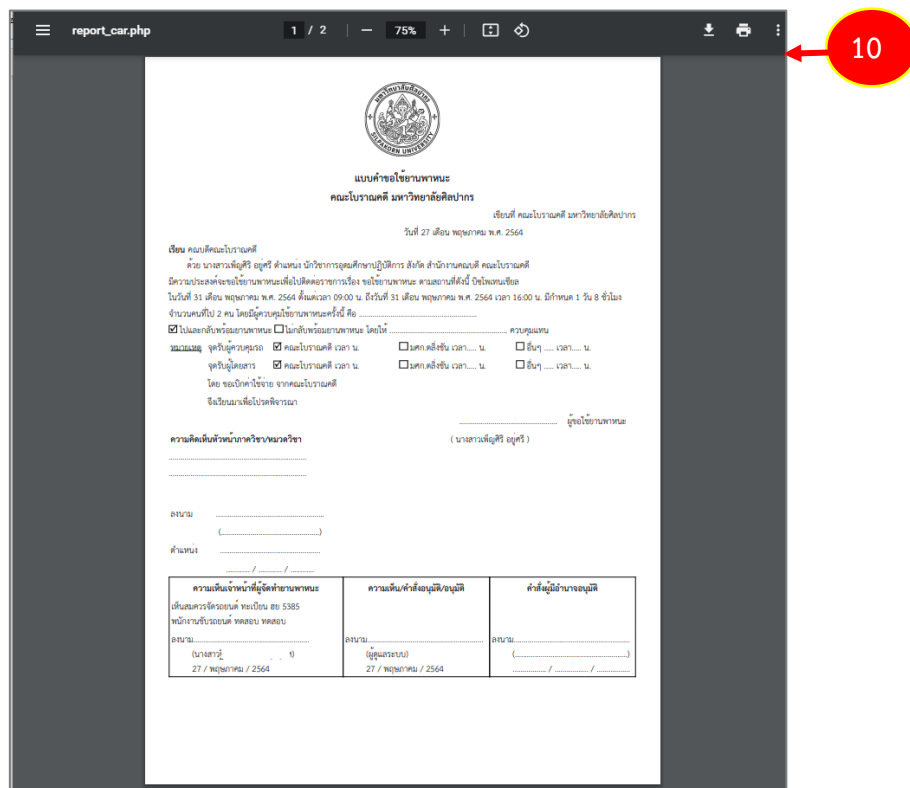 report_car.php
1 / 2
75%
10
มหาวิทยาลัยศิลปากร
SILPAKORN UNIVERSITY
แบบคำขอใช้ยานพาหนะ
คณะโบราณคดี มหาวิทยาลัยศิลปากร
เขียนที่ คณะโบราณคดี มหาวิทยาลัยศิลปากร
วันที่ 27 เดือน พฤษภาคม พ.ศ. 2564
เรียน คณบดีคณะโบราณคดี
ด้วย นางสาวเพ็ญศิริ อยู่ศรี ตำแหน่ง นักวิชาการอุดมศึกษาปฏิบัติการ สังกัด สำนักงานคณบดี คณะโบราณคดี
มีความประสงค์จะขอใช้ยานพาหนะเพื่อไปติดต่อราชการเรื่อง ขอใช้ยานพาหนะ ตามสถานที่ดังนี้ ปัซไพเทนเซียล
ในวันที่ 31 เดือน พฤษภาคม พ.ศ. 2564 ตั้งแต่เวลา 09:00 น. ถึงวันที่ 31 เดือน พฤษภาคม พ.ศ. 2564 เวลา 16:00 น. มีกำหนด 1 วัน 8 ชั่วโมง
จำนวนคนที่ไป 2 คน โดยมีผู้ควบคุมใช้ยานพาหนะครั้งนี้ คือ ............................................................
☑ ไปและกลับพร้อมยานพาหนะ ☐ ไม่กลับพร้อมยานพาหนะ โดยให้ ............................................................ ควบคุมแทน
หมายเหตุ จุดรับผู้ควบคุมรถ ☑ คณะโบราณคดี เวลา น. ☐ มศก.ตลิ่งชัน เวลา..... น. ☐ อื่นๆ ..... เวลา..... น.
จุดรับผู้โดยสาร ☑ คณะโบราณคดี เวลา น. ☐ มศก.ตลิ่งชัน เวลา..... น. ☐ อื่นๆ ..... เวลา..... น.
โดย ขอเบิกค่าใช้จ่าย จากคณะโบราณคดี
จึงเรียนมาเพื่อโปรดพิจารณา
.................................................. ผู้ขอใช้ยานพาหนะ
( นางสาวเพ็ญศิริ อยู่ศรี )
ความคิดเห็นหัวหน้าภาควิชา/หมวดวิชา
......................................................................
......................................................................
ลงนาม ......................................................
(..................................................)
ตำแหน่ง ..................................................
............ / ............ / ............
ความเห็นเจ้าหน้าที่ผู้จัดทำยานพาหนะ
เห็นสมควรจัดรถยนต์ ทะเบียน ฮย 5385
พนักงานขับรถยนต์ ทดสอบ ทดสอบ
ลงนาม............................................................
(นางสาว
27 / พฤษภาคม / 2564
ความเห็น/คำสั่งอนุมัติ/อนุมัติ
ลงนาม............................................................
(ผู้ดูแลระบบ)
27 / พฤษภาคม / 2564
คำสั่งผู้มีอำนาจอนุมัติ
ลงนาม............................................................
(............................................................)
................. / ................. / .................